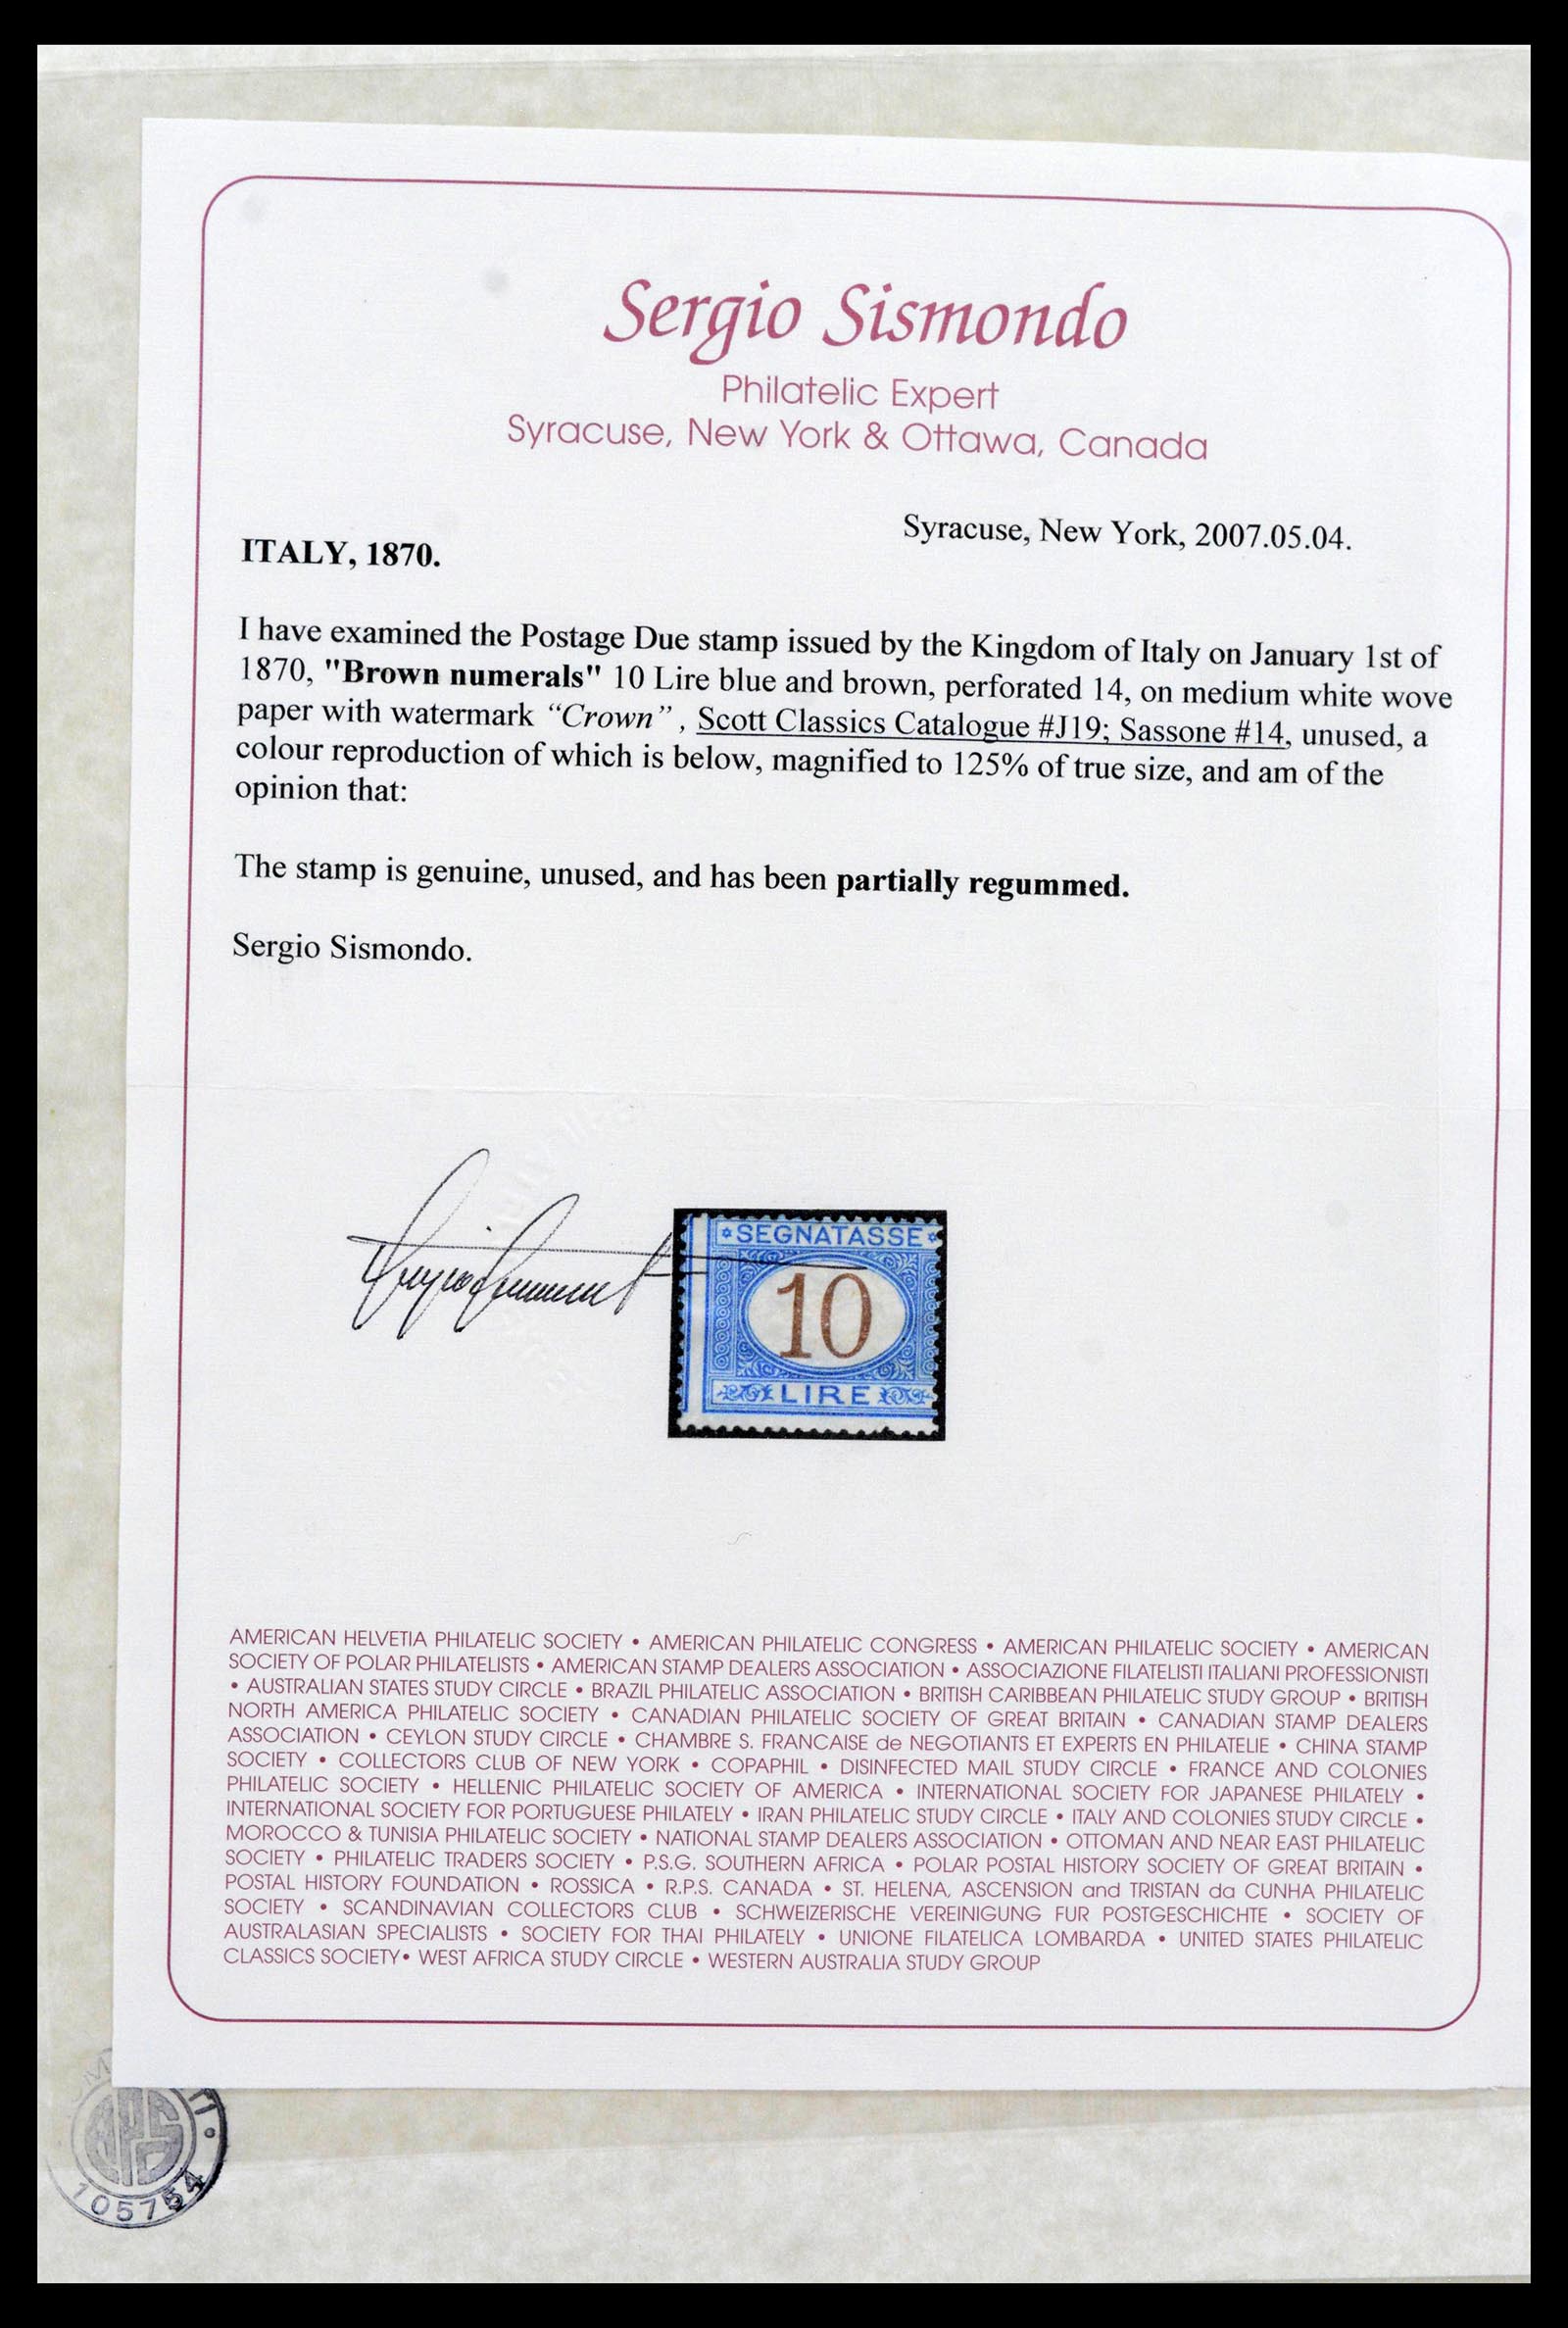 Sergio Sismondo
Philatelic Expert
Syracuse, New York & Ottawa, Canada
Syracuse, New York, 2007.05.04.
ITALY, 1870.
I have examined the Postage Due stamp issued by the Kingdom of Italy on January 1st of
1870, "Brown numerals" 10 Lire blue and brown, perforated 14, on medium white wove
paper with watermark “Crown” , Scott Classics Catalogue #J19; Sassone #14, unused, a
colour reproduction of which is below, magnified to 125% of true size, and am of the
opinion that:
The stamp is genuine, unused, and has been partially regummed.
Sergio Sismondo.
SEGNATASSE
10
LIRE
AMERICAN HELVETIA PHILATELIC SOCIETY • AMERICAN PHILATELIC CONGRESS • AMERICAN PHILATELIC SOCIETY • AMERICAN
SOCIETY OF POLAR PHILATELISTS • AMERICAN STAMP DEALERS ASSOCIATION • ASSOCIAZIONE FILATELISTI ITALIANI PROFESSIONISTI
• AUSTRALIAN STATES STUDY CIRCLE • BRAZIL PHILATELIC ASSOCIATION • BRITISH CARIBBEAN PHILATELIC STUDY GROUP • BRITISH
NORTH AMERICA PHILATELIC SOCIETY • CANADIAN PHILATELIC SOCIETY OF GREAT BRITAIN • CANADIAN STAMP DEALERS
ASSOCIATION • CEYLON STUDY CIRCLE • CHAMBRE S. FRANCAISE de NEGOTIANTS ET EXPERTS EN PHILATELIE • CHINA STAMP
SOCIETY • COLLECTORS CLUB OF NEW YORK • COPAPHIL • DISINFECTED MAIL STUDY CIRCLE • FRANCE AND COLONIES
PHILATELIC SOCIETY • HELLENIC PHILATELIC SOCIETY OF AMERICA • INTERNATIONAL SOCIETY FOR JAPANESE PHILATELY •
INTERNATIONAL SOCIETY FOR PORTUGUESE PHILATELY • IRAN PHILATELIC STUDY CIRCLE • ITALY AND COLONIES STUDY CIRCLE •
MOROCCO & TUNISIA PHILATELIC SOCIETY • NATIONAL STAMP DEALERS ASSOCIATION • OTTOMAN AND NEAR EAST PHILATELIC
SOCIETY • PHILATELIC TRADERS SOCIETY • P.S.G. SOUTHERN AFRICA • POLAR POSTAL HISTORY SOCIETY OF GREAT BRITAIN •
POSTAL HISTORY FOUNDATION • ROSSICA • R.P.S. CANADA • ST. HELENA, ASCENSION and TRISTAN da CUNHA PHILATELIC
SOCIETY • SCANDINAVIAN COLLECTORS CLUB • SCHWEIZERISCHE VEREINIGUNG FUR POSTGESCHICHTE • SOCIETY OF
AUSTRALASIAN SPECIALISTS • SOCIETY FOR THAI PHILATELY • UNIONE FILATELICA LOMBARDA • UNITED STATES PHILATELIC
CLASSICS SOCIETY• WEST AFRICA STUDY CIRCLE • WESTERN AUSTRALIA STUDY GROUP
APS
105754